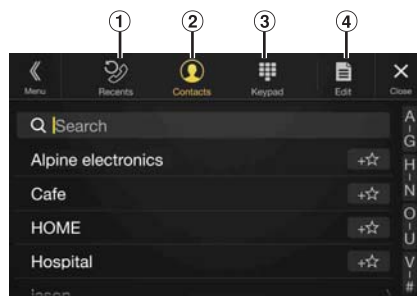 1 2 3 4
Menu Recents Contacts Keypad Edit Close
Search
Alpine electronics
Cafe
HOME
Hospital
A
G
H
I
N
O
I
U
V
I
#